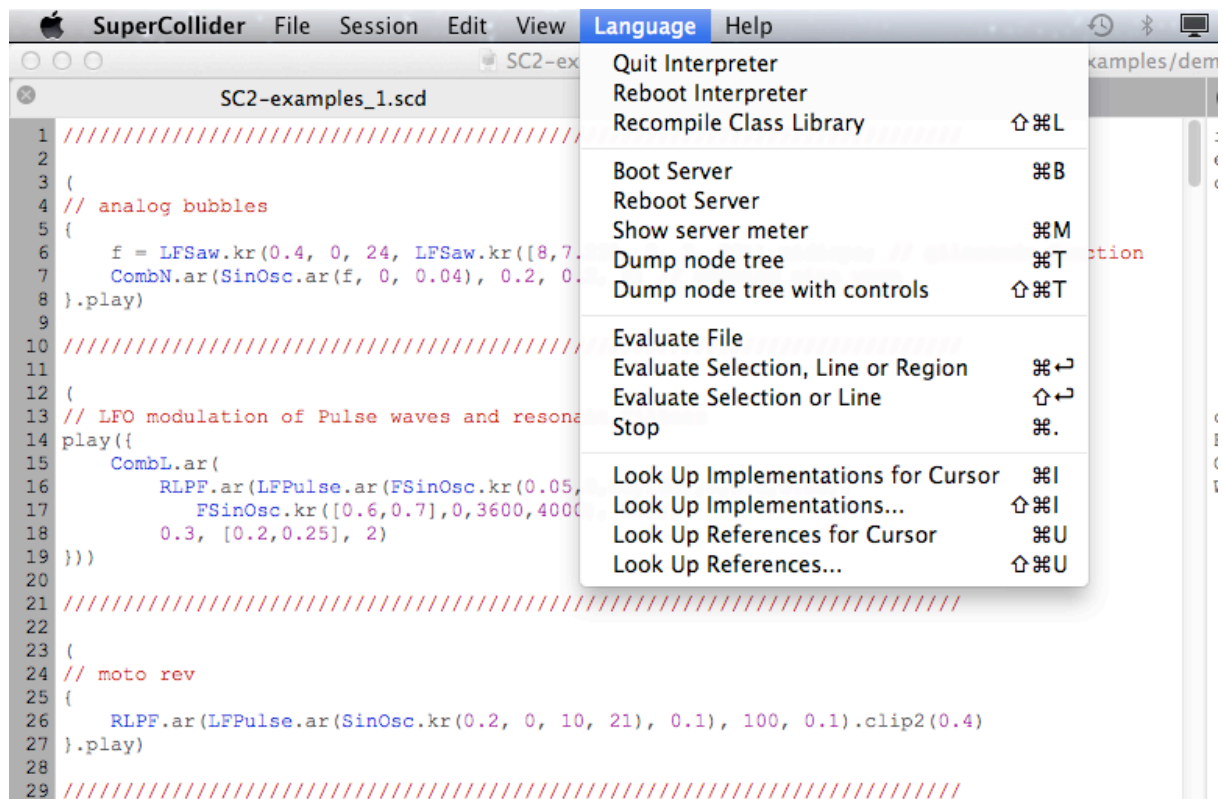 SuperCollider File Session Edit View Language Help
SC2-ex
xamples/dem
SC2-examples_1.scd
Quit Interpreter
Reboot Interpreter
Recompile Class Library ⇧⌘L
Boot Server ⌘B
Reboot Server
Show server meter ⌘M
Dump node tree ⌘T
Dump node tree with controls ⇧⌘T
Evaluate File
Evaluate Selection, Line or Region ⌘↩
Evaluate Selection or Line ⇧↩
Stop ⌘.
Look Up Implementations for Cursor ⌘I
Look Up Implementations... ⇧⌘I
Look Up References for Cursor ⌘U
Look Up References... ⇧⌘U
1 ///////////////////////////////////////////////////////////////////////////
2
3 (
4 // analog bubbles
5 {
6 f = LFSaw.kr(0.4, 0, 24, LFSaw.kr([8,7. ction
7 CombN.ar(SinOsc.ar(f, 0, 0.04), 0.2, 0.
8 }.play)
9
10 ///////////////////////////////////////////////////////////////////////////
11
12 (
13 // LFO modulation of Pulse waves and resona
14 play({
15 CombL.ar(
16 RLPF.ar(LFPulse.ar(FSinOsc.kr(0.05,
17 FSinOsc.kr([0.6,0.7],0,3600,4000
18 0.3, [0.2,0.25], 2)
19 }))
20
21 ///////////////////////////////////////////////////////////////////////////
22
23 (
24 // moto rev
25 {
26 RLPF.ar(LFPulse.ar(SinOsc.kr(0.2, 0, 10, 21), 0.1), 100, 0.1).clip2(0.4)
27 }.play)
28
29 ///////////////////////////////////////////////////////////////////////////